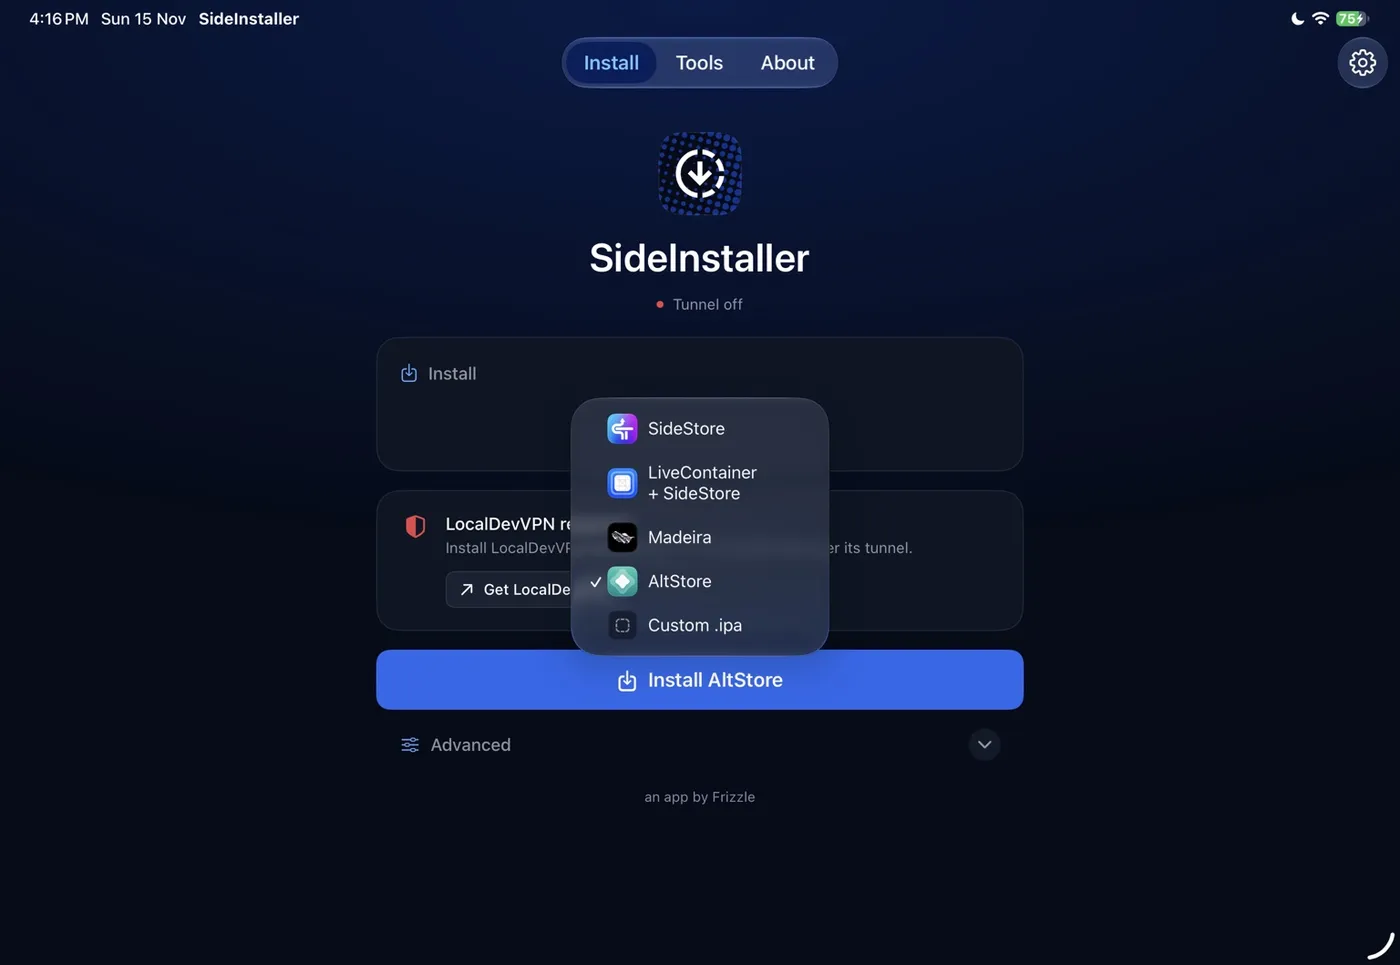 4:16 PM Sun 15 Nov SideInstaller
75
Install Tools About
SideInstaller
Tunnel off
Install
SideStore
LiveContainer
+ SideStore
LocalDevVPN re
Install LocalDevVP
er its tunnel.
Madeira
Get LocalDe
AltStore
Custom .ipa
Install AltStore
Advanced
an app by Frizzle